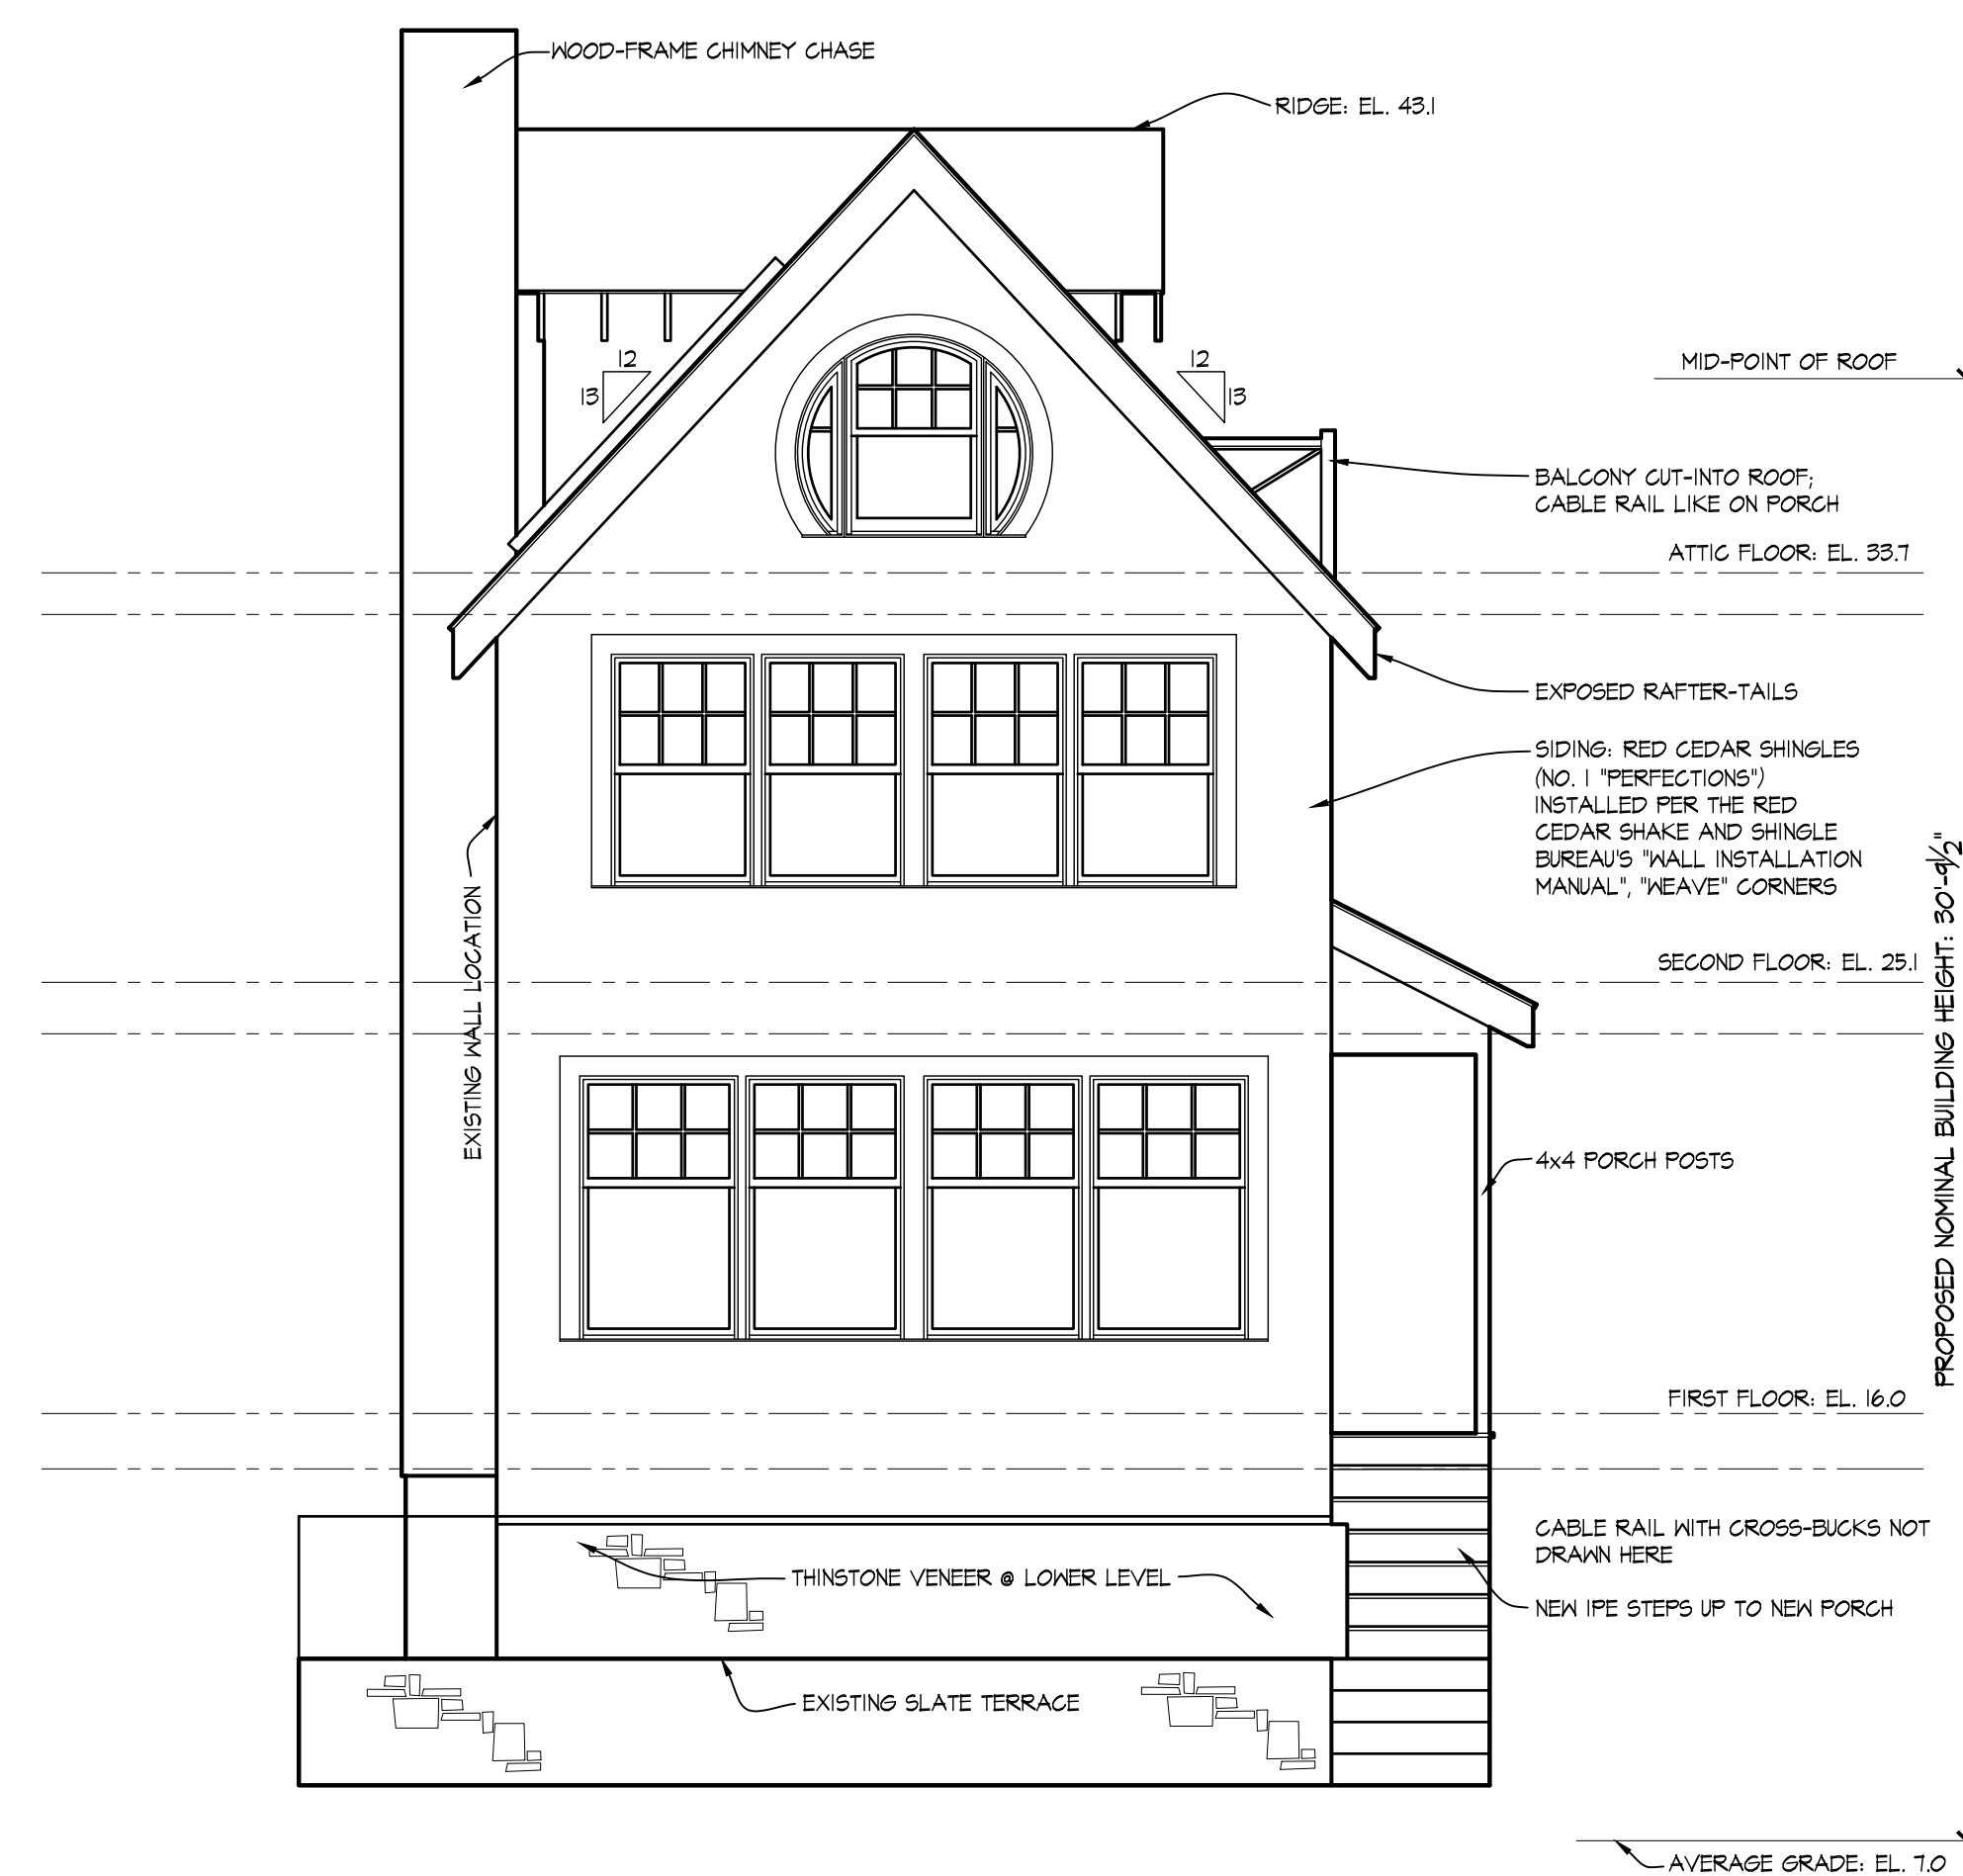 WOOD-FRAME CHIMNEY CHASE
RIDGE: EL. 43.1
12
13
12
13
MID-POINT OF ROOF
BALCONY CUT-INTO ROOF;
CABLE RAIL LIKE ON PORCH
ATTIC FLOOR: EL. 33.7
EXPOSED RAFTER-TAILS
SIDING: RED CEDAR SHINGLES
(NO. 1 "PERFECTIONS")
INSTALLED PER THE RED
CEDAR SHAKE AND SHINGLE
BUREAU'S "WALL INSTALLATION
MANUAL", "WEAVE" CORNERS
EXISTING WALL LOCATION
SECOND FLOOR: EL. 25.1
PROPOSED NOMINAL BUILDING HEIGHT: 30'-9½"
4x4 PORCH POSTS
FIRST FLOOR: EL. 16.0
CABLE RAIL WITH CROSS-BUCKS NOT
DRAWN HERE
THINSTONE VENEER @ LOWER LEVEL
NEW IPE STEPS UP TO NEW PORCH
EXISTING SLATE TERRACE
AVERAGE GRADE: EL. 7.0